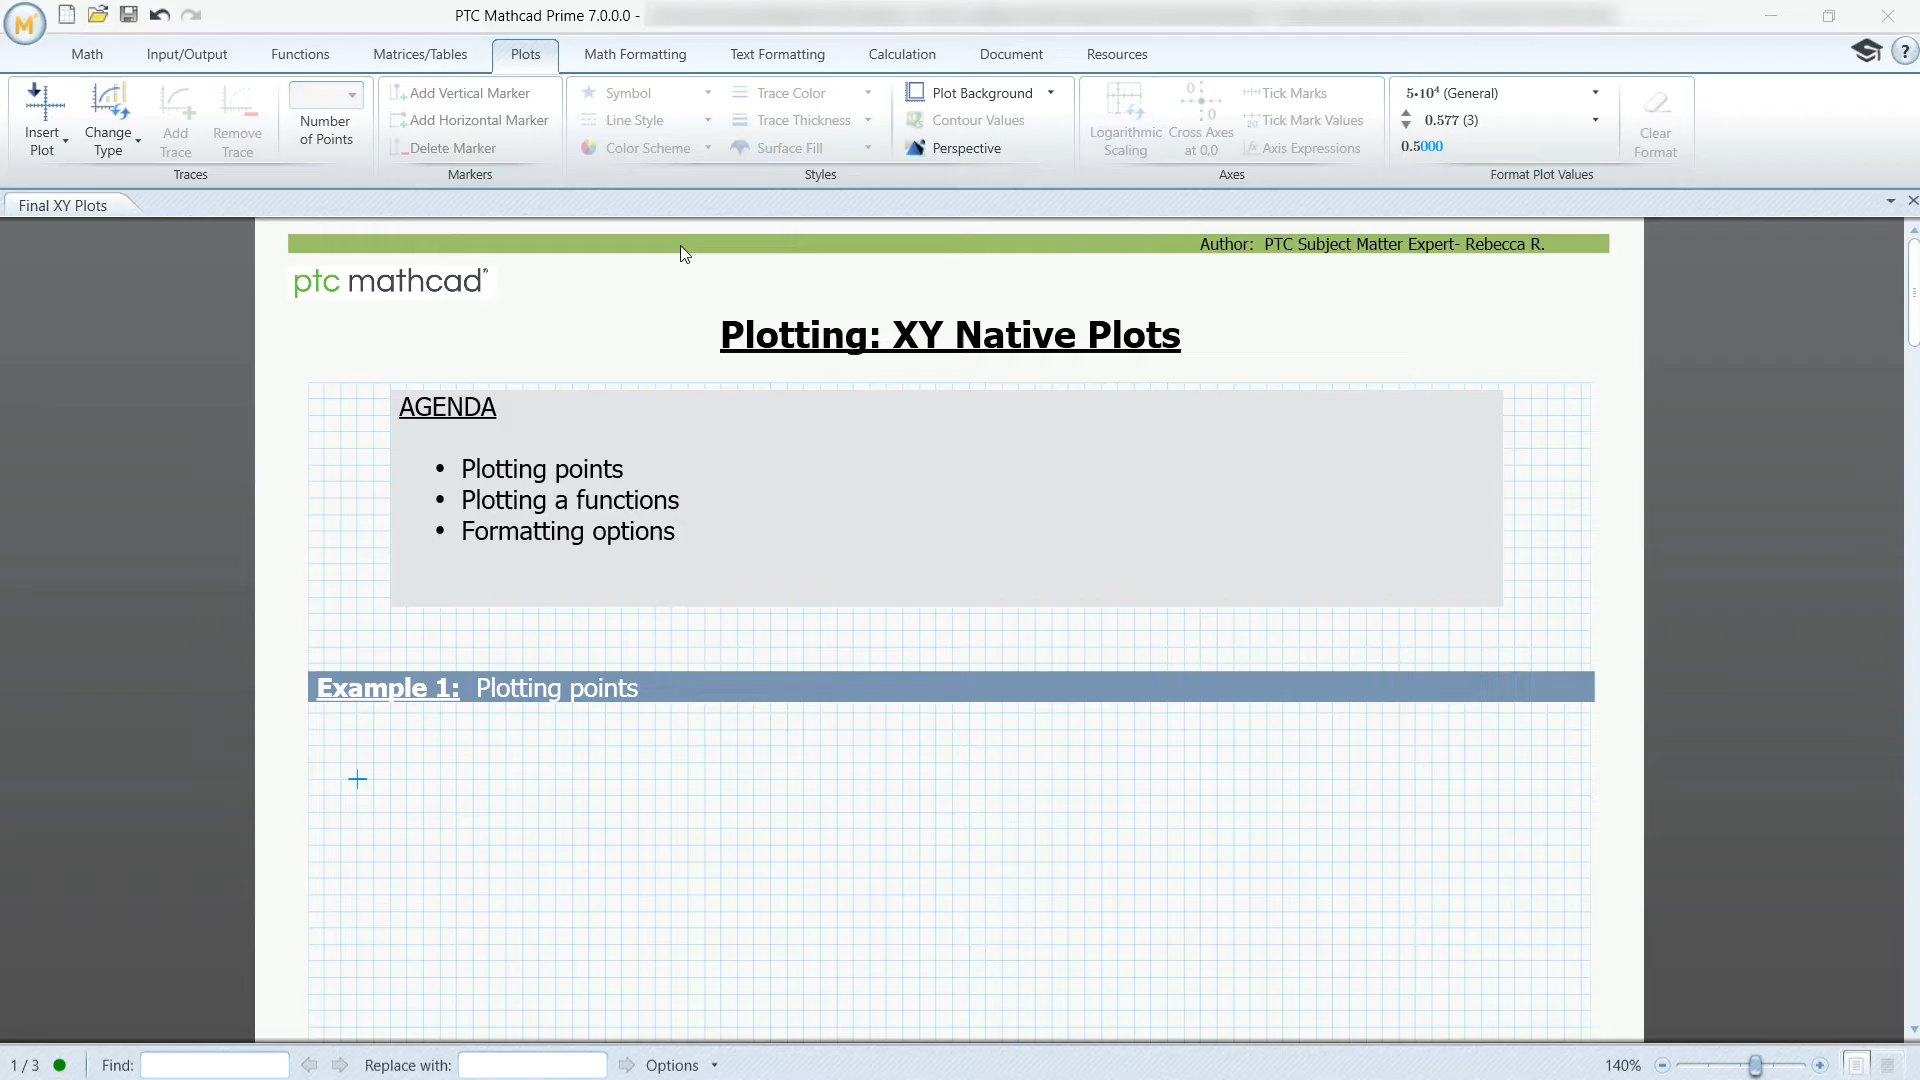 PTC Mathcad Prime 7.0.0.0 -
Math Input/Output Functions Matrices/Tables Plots Math Formatting Text Formatting Calculation Document Resources
Insert Plot
Change Type
Add Trace
Remove Trace
Number of Points
Traces
Add Vertical Marker
Add Horizontal Marker
Delete Marker
Markers
Symbol
Line Style
Color Scheme
Trace Color
Trace Thickness
Surface Fill
Plot Background
Contour Values
Perspective
Styles
Logarithmic Scaling
Cross Axes at 0,0
Tick Marks
Tick Mark Values
Axis Expressions
Axes
5•10⁴ (General)
0.577 (3)
0.5000
Clear Format
Format Plot Values
Final XY Plots
Author: PTC Subject Matter Expert- Rebecca R.
ptc mathcad®
Plotting: XY Native Plots
AGENDA
• Plotting points
• Plotting a functions
• Formatting options
Example 1: Plotting points
1 / 3 Find: Replace with: Options 140%